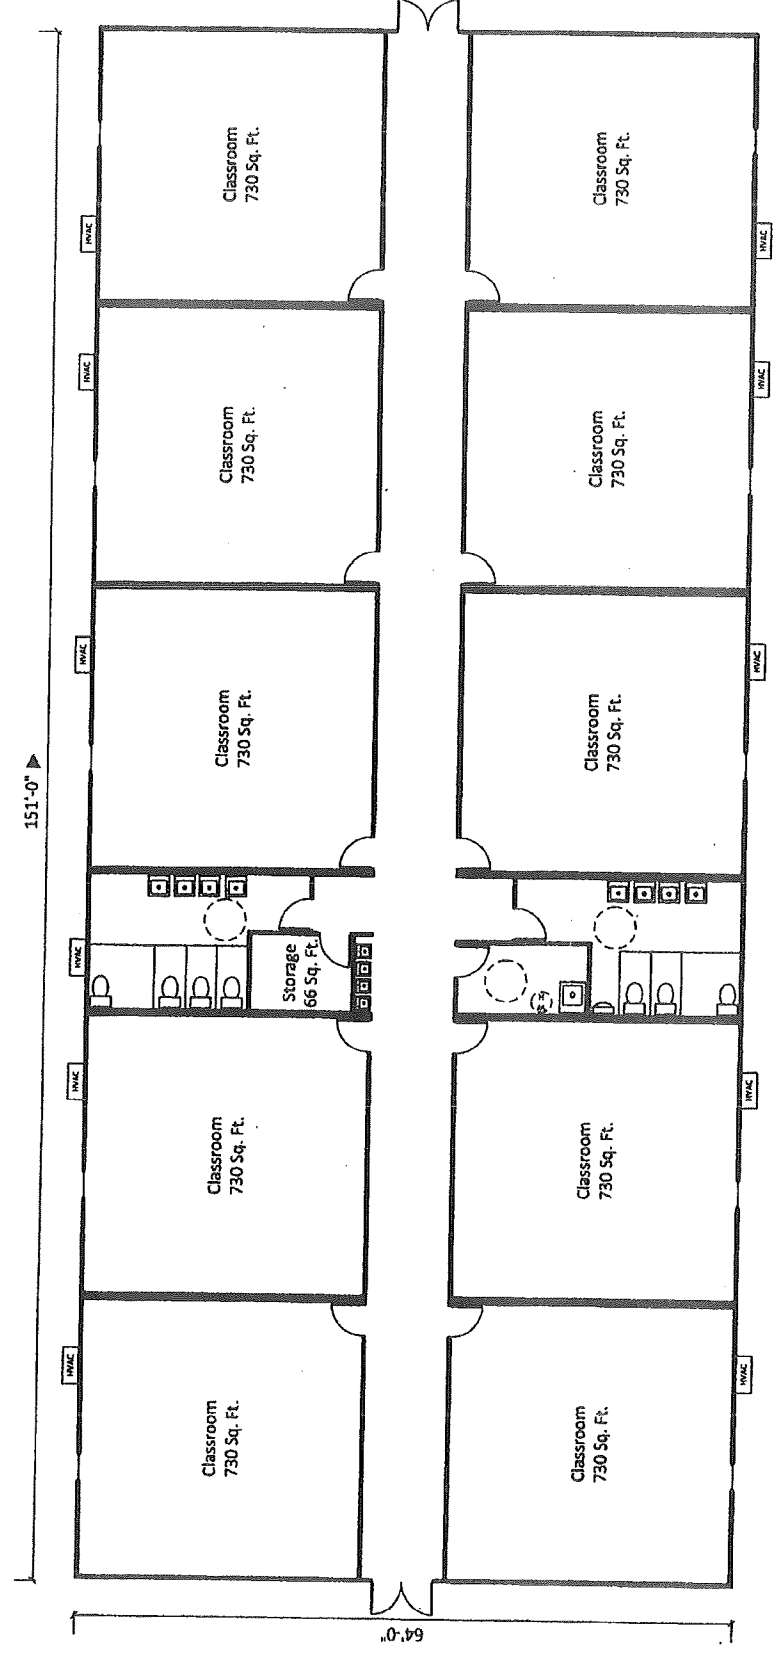 Classroom
730 Sq. Ft.
Classroom
730 Sq. Ft.
HVAC
HVAC
HVAC
HVAC
Classroom
730 Sq. Ft.
Classroom
730 Sq. Ft.
HVAC
HVAC
Classroom
730 Sq. Ft.
Classroom
730 Sq. Ft.
151'-0"
HVAC
Storage
66 Sq. Ft.
HVAC
HVAC
Classroom
730 Sq. Ft.
Classroom
730 Sq. Ft.
HVAC
HVAC
Classroom
730 Sq. Ft.
Classroom
730 Sq. Ft.
64'-0"